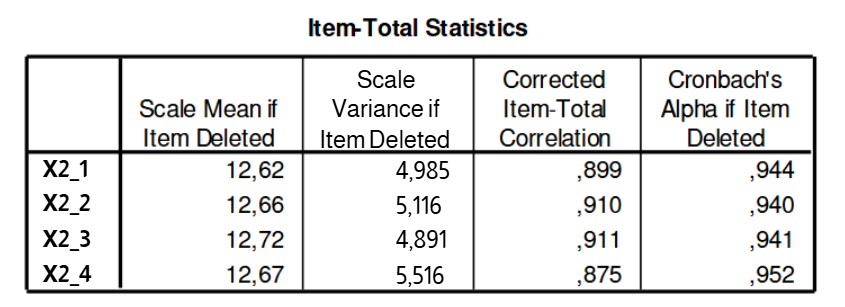 Item-Total Statistics
Scale Mean if Item Deleted
Scale Variance if Item Deleted
Corrected Item-Total Correlation
Cronbach's Alpha if Item Deleted
X2_1 12,62 4,985 ,899 ,944
X2_2 12,66 5,116 ,910 ,940
X2_3 12,72 4,891 ,911 ,941
X2_4 12,67 5,516 ,875 ,952